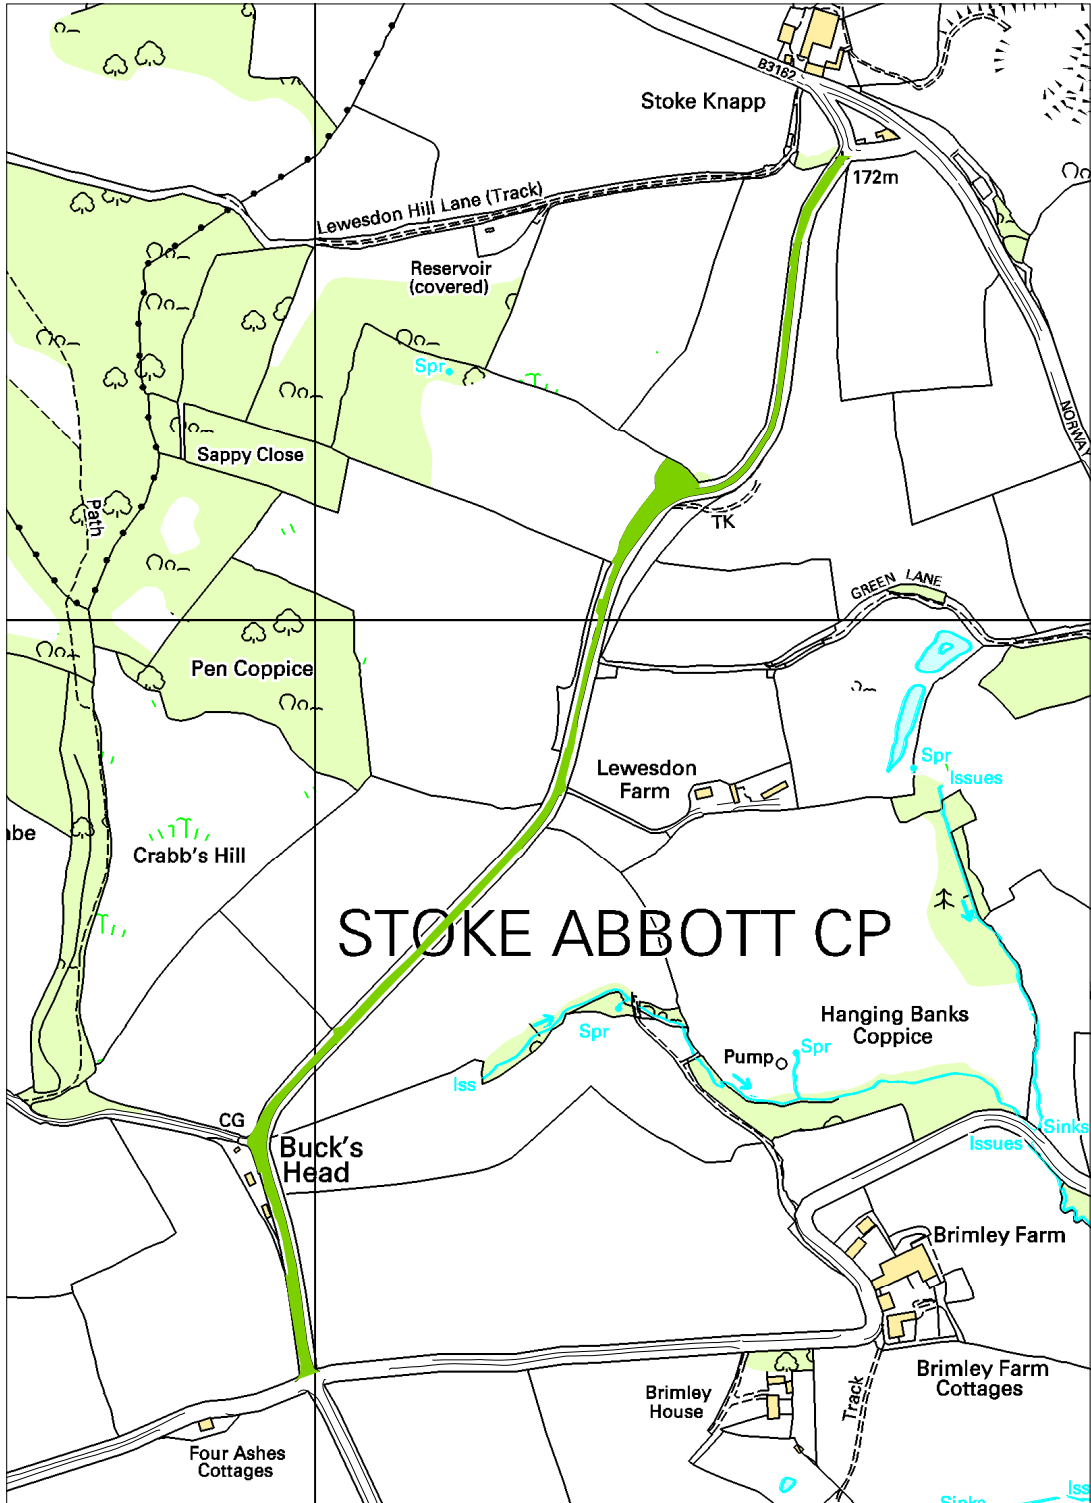 B3162
Stoke Knapp
172m
Lewesdon Hill Lane (Track)
Reservoir
(covered)
Spr
NORWAY
Sappy Close
Path
TK
GREEN LANE
Pen Coppice
Lewesdon
Farm
Spr
Issues
Crabb's Hill
STOKE ABBOTT CP
Hanging Banks
Coppice
Spr
Pump
Spr
Iss
CG
Sinks
Issues
Buck's
Head
Brimley Farm
Brimley Farm
Cottages
Brimley
House
Track
Four Ashes
Cottages
Iss
Sinks